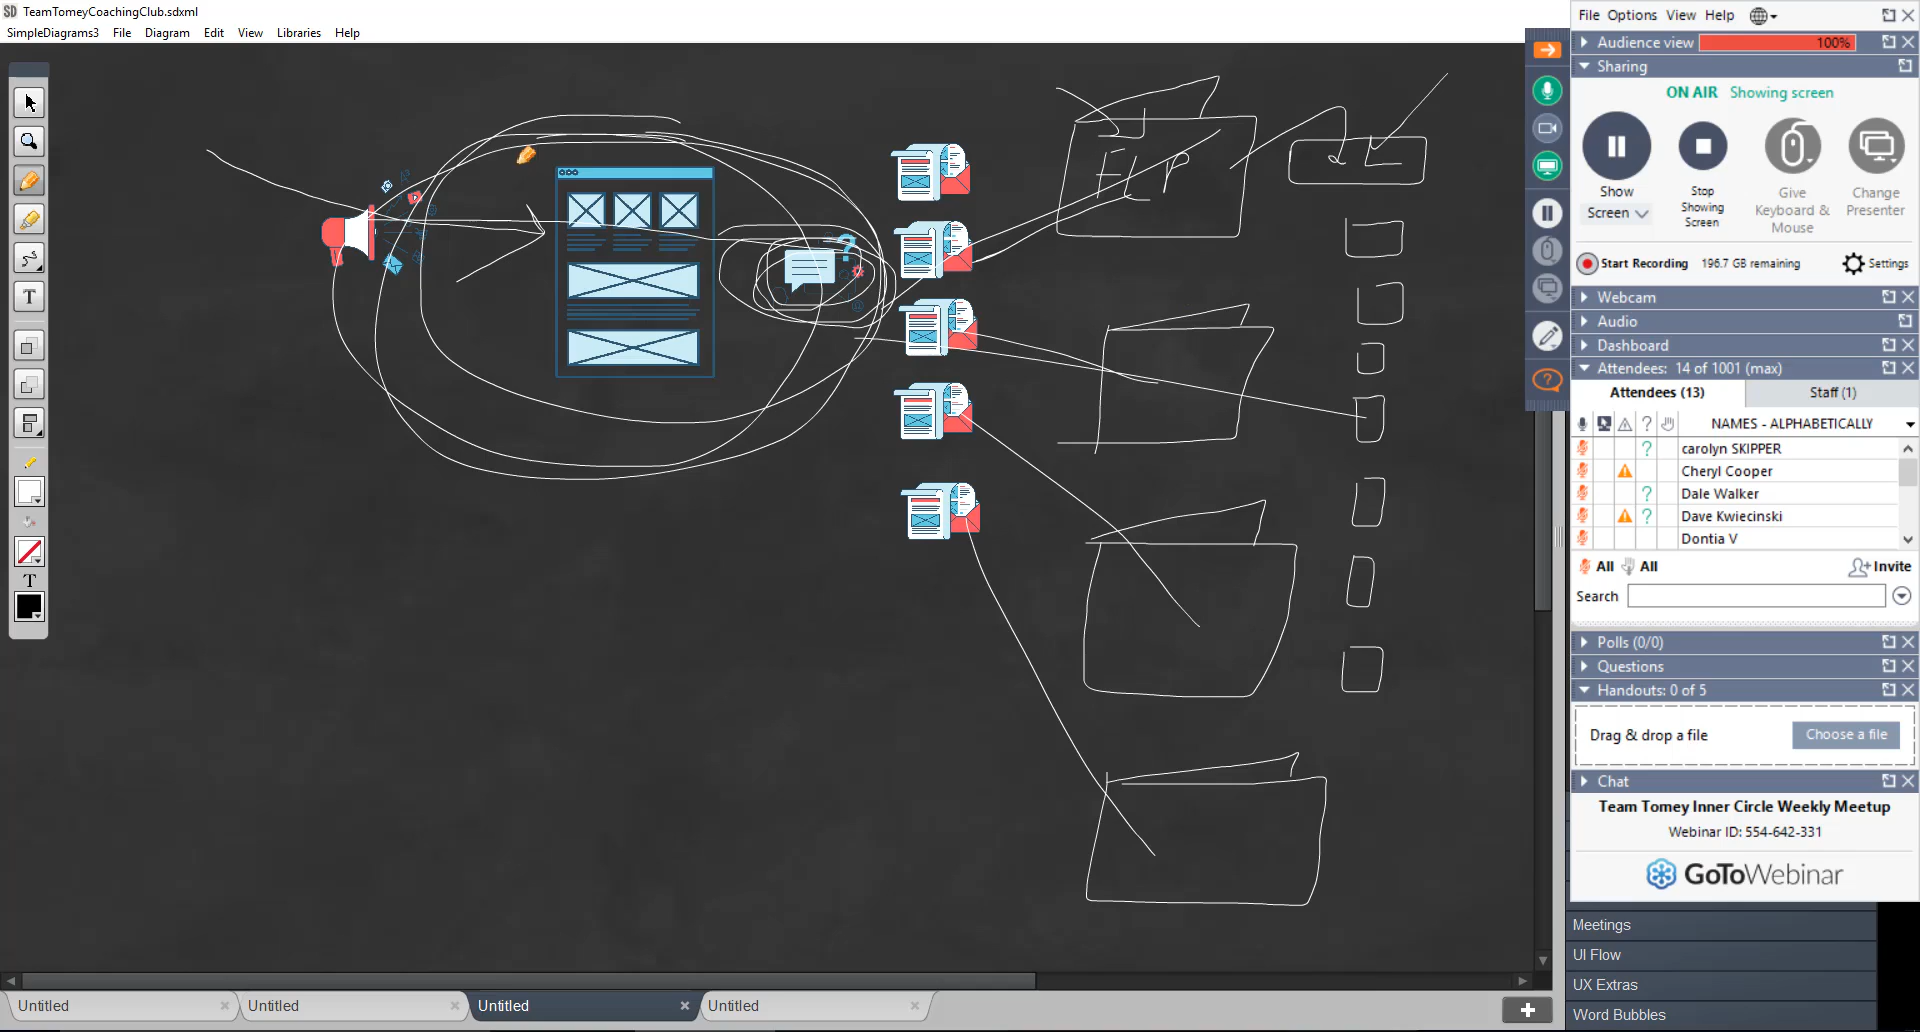 SD TeamTomeyCoachingClub.sdxml
SimpleDiagrams3 File Diagram Edit View Libraries Help
File Options View Help
Audience view 100%
Sharing
ON AIR Showing screen
Show
Screen
Stop
Showing
Screen
Give
Keyboard &
Mouse
Change
Presenter
Start Recording 196.7 GB remaining Settings
Webcam
Audio
Dashboard
Attendees: 14 of 1001 (max)
Attendees (13) Staff (1)
? NAMES - ALPHABETICALLY
? carolyn SKIPPER
Cheryl Cooper
? Dale Walker
? Dave Kwiecinski
Dontia V
All All Invite
Search
Polls (0/0)
Questions
Handouts: 0 of 5
Drag & drop a file Choose a file
Chat
Team Tomey Inner Circle Weekly Meetup
Webinar ID: 554-642-331
GoToWebinar
Meetings
UI Flow
UX Extras
Word Bubbles
T
T
Untitled
Untitled
Untitled
Untitled